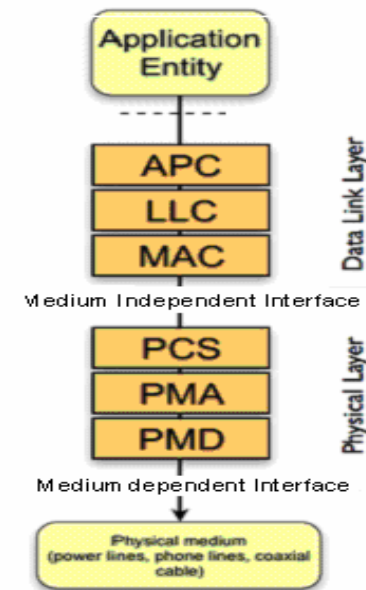 Application
Entity
APC
LLC
MAC
Data Link Layer
Medium Independent Interface
PCS
PMA
PMD
Physical Layer
Medium dependent Interface
Physical medium
(power lines, phone lines, coaxial
cable)